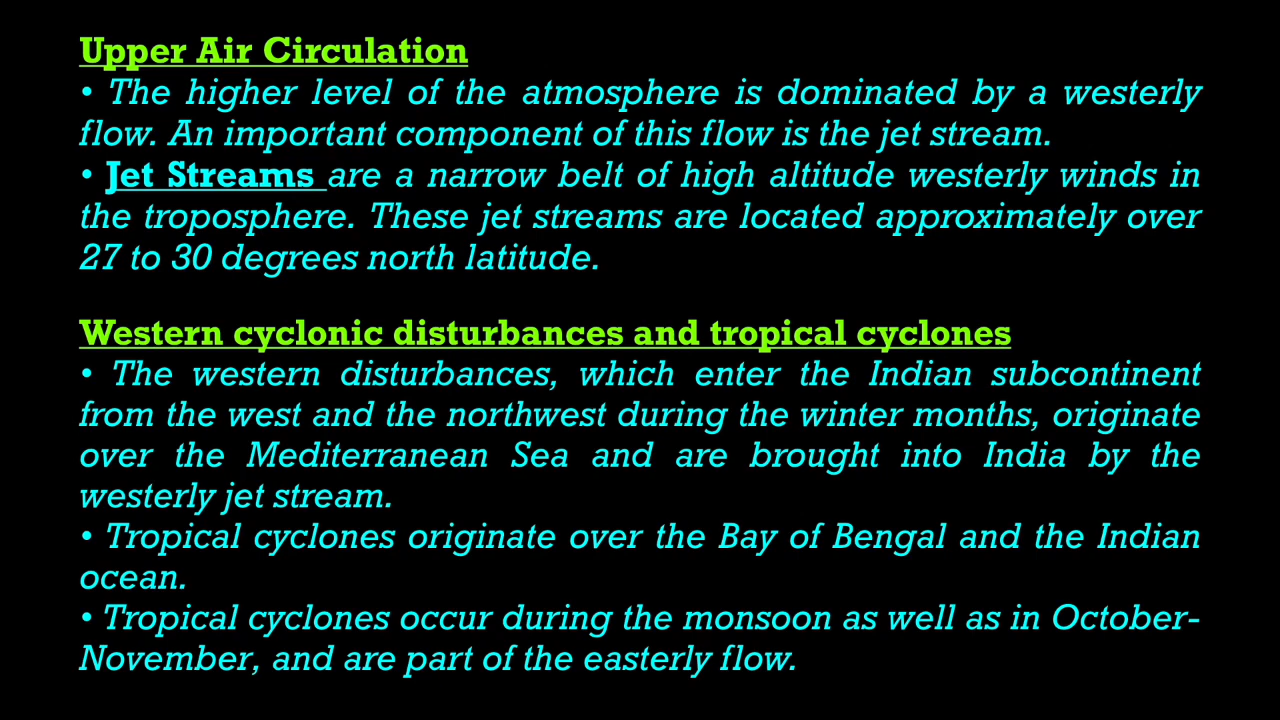 Upper Air Circulation
• The higher level of the atmosphere is dominated by a westerly
flow. An important component of this flow is the jet stream.
• Jet Streams are a narrow belt of high altitude westerly winds in
the troposphere. These jet streams are located approximately over
27 to 30 degrees north latitude.
Western cyclonic disturbances and tropical cyclones
• The western disturbances, which enter the Indian subcontinent
from the west and the northwest during the winter months, originate
over the Mediterranean Sea and are brought into India by the
westerly jet stream.
• Tropical cyclones originate over the Bay of Bengal and the Indian
ocean.
• Tropical cyclones occur during the monsoon as well as in October-
November, and are part of the easterly flow.